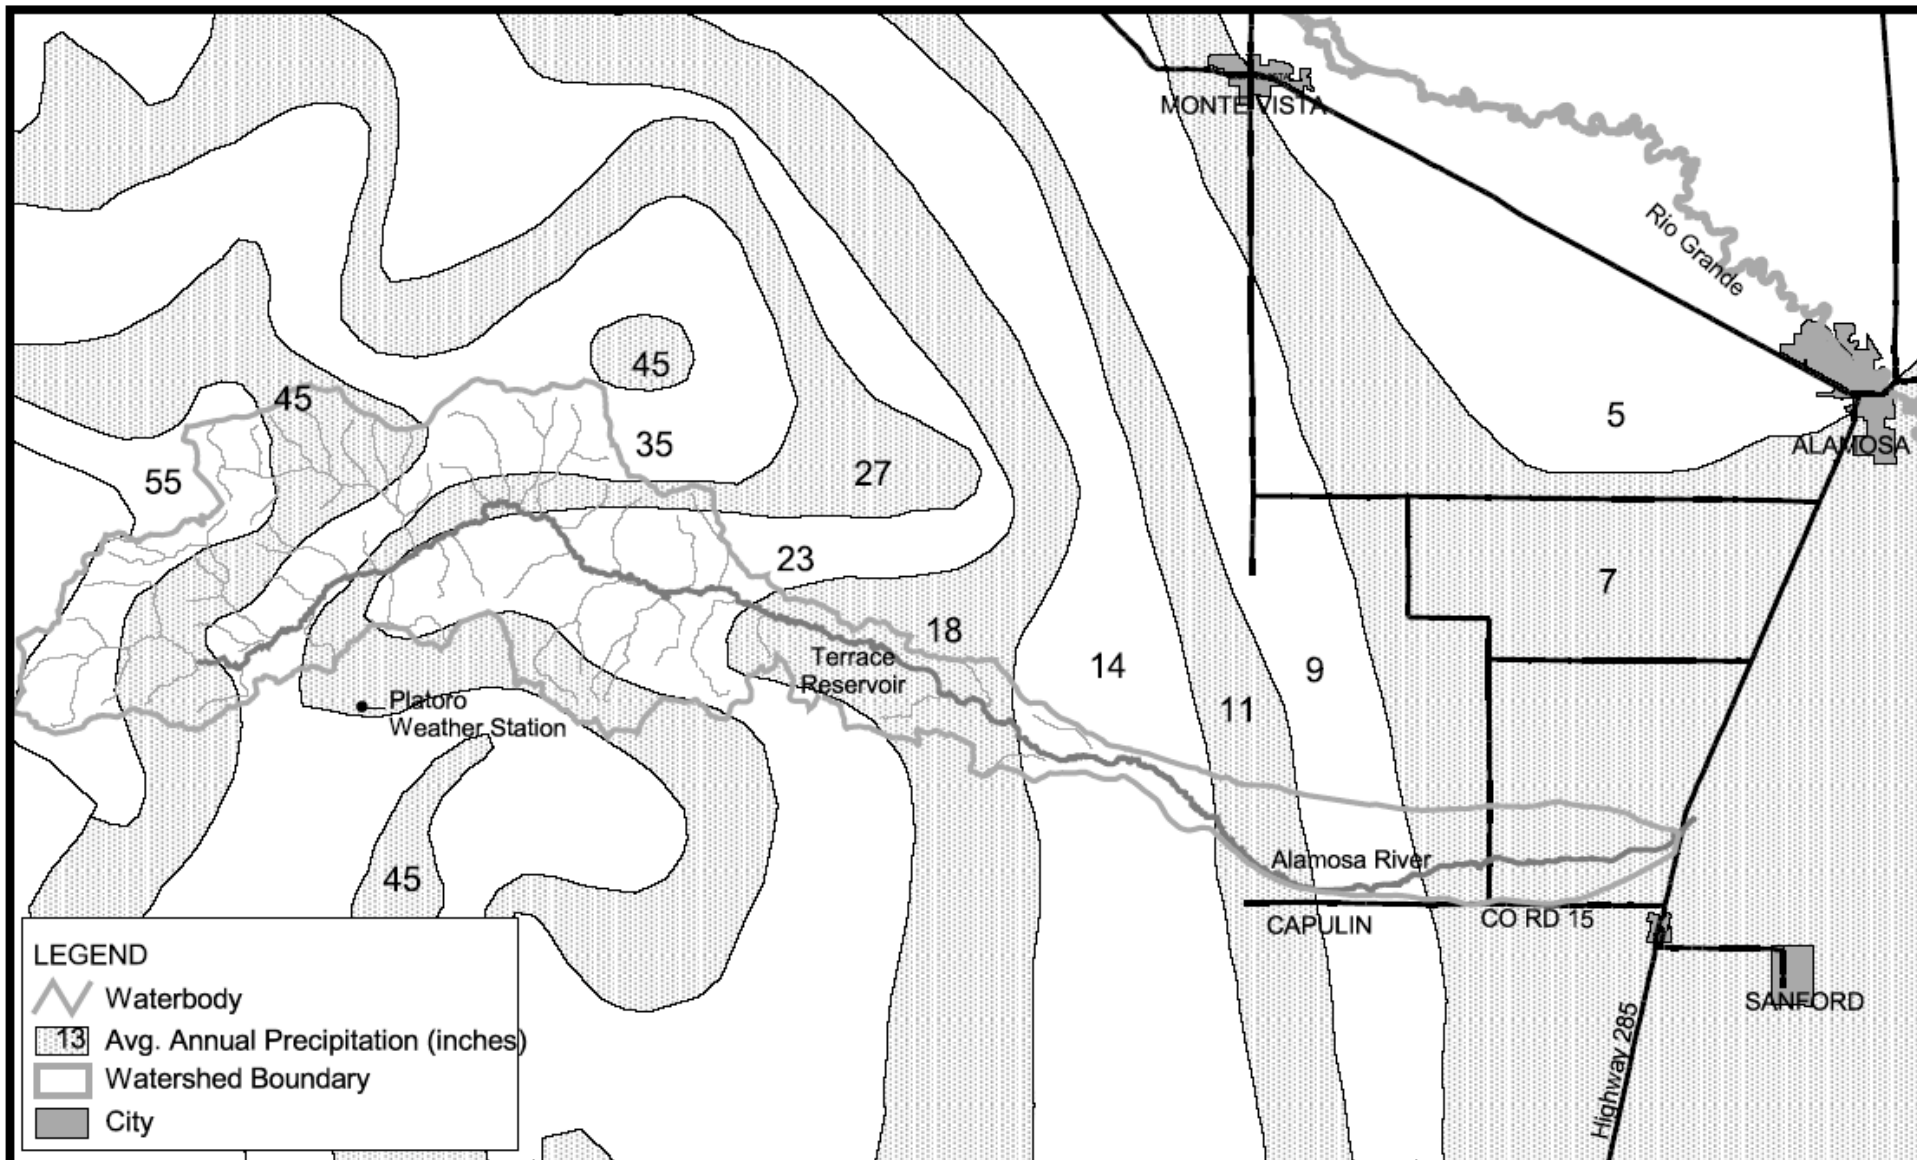 MONTE VISTA
Rio Grande
45
5
45
35
ALAMOSA
27
55
23
7
18
Terrace
Reservoir
14
9
Platoro
Weather Station
11
Alamosa River
45
CAPULIN
CO RD 15
SANFORD
Highway 285
LEGEND
Waterbody
13 Avg. Annual Precipitation (inches)
Watershed Boundary
City